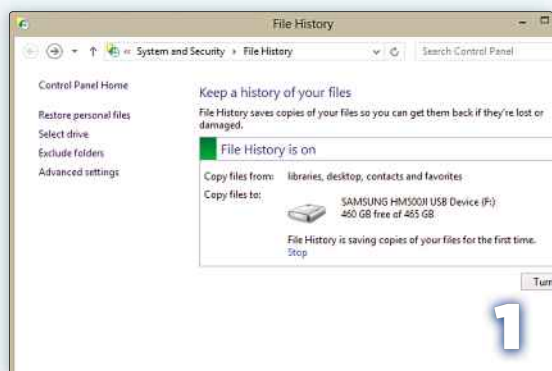 File History
« System and Security › File History
Search Control Panel
Control Panel Home
Restore personal files
Select drive
Exclude folders
Advanced settings
Keep a history of your files
File History saves copies of your files so you can get them back if they're lost or
damaged.
File History is on
Copy files from: libraries, desktop, contacts and favorites
Copy files to:
SAMSUNG HM500JI USB Device (F:)
460 GB free of 465 GB
File History is saving copies of your files for the first time.
Stop
Turn
1